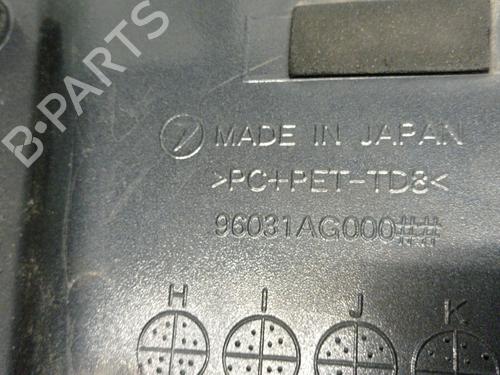 B-PARTS
MADE IN JAPAN
>PC+PET-TD8<
96031AG000##
H I J K